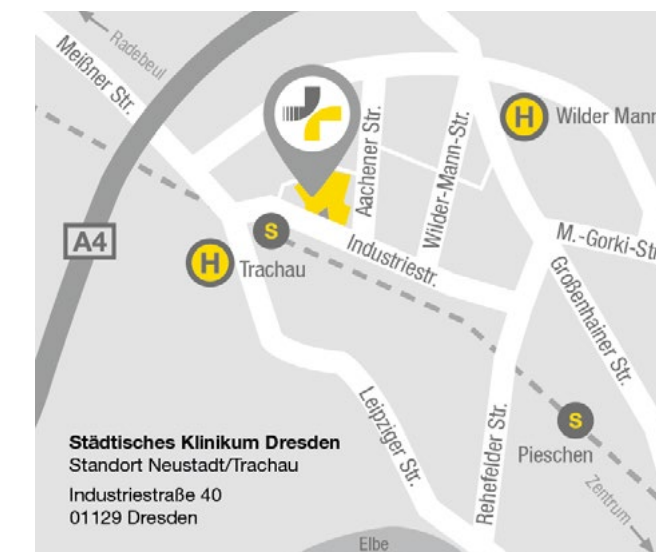 Radebeul
Meißner Str.
H
Wilder Mann
Aachener Str.
Wilder-Mann-Str.
A4
S
H
Trachau
Industriestr.
M.-Gorki-Str
Großenhainer Str.
Leipziger Str.
Rehefelder Str.
S
Pieschen
Zentrum
Städtisches Klinikum Dresden
Standort Neustadt/Trachau
Industriestraße 40
01129 Dresden
Elbe